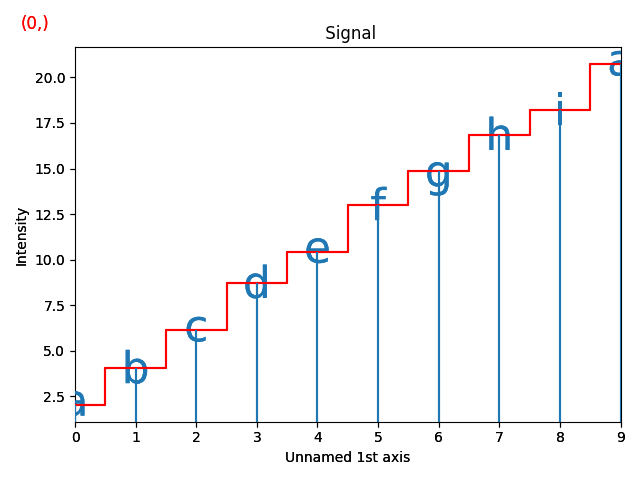 (0,)
Signal
20.0
17.5
15.0
12.5
10.0
7.5
5.0
2.5
Intensity
a
b
c
d
e
f
g
h
i
a
0 1 2 3 4 5 6 7 8 9
Unnamed 1st axis